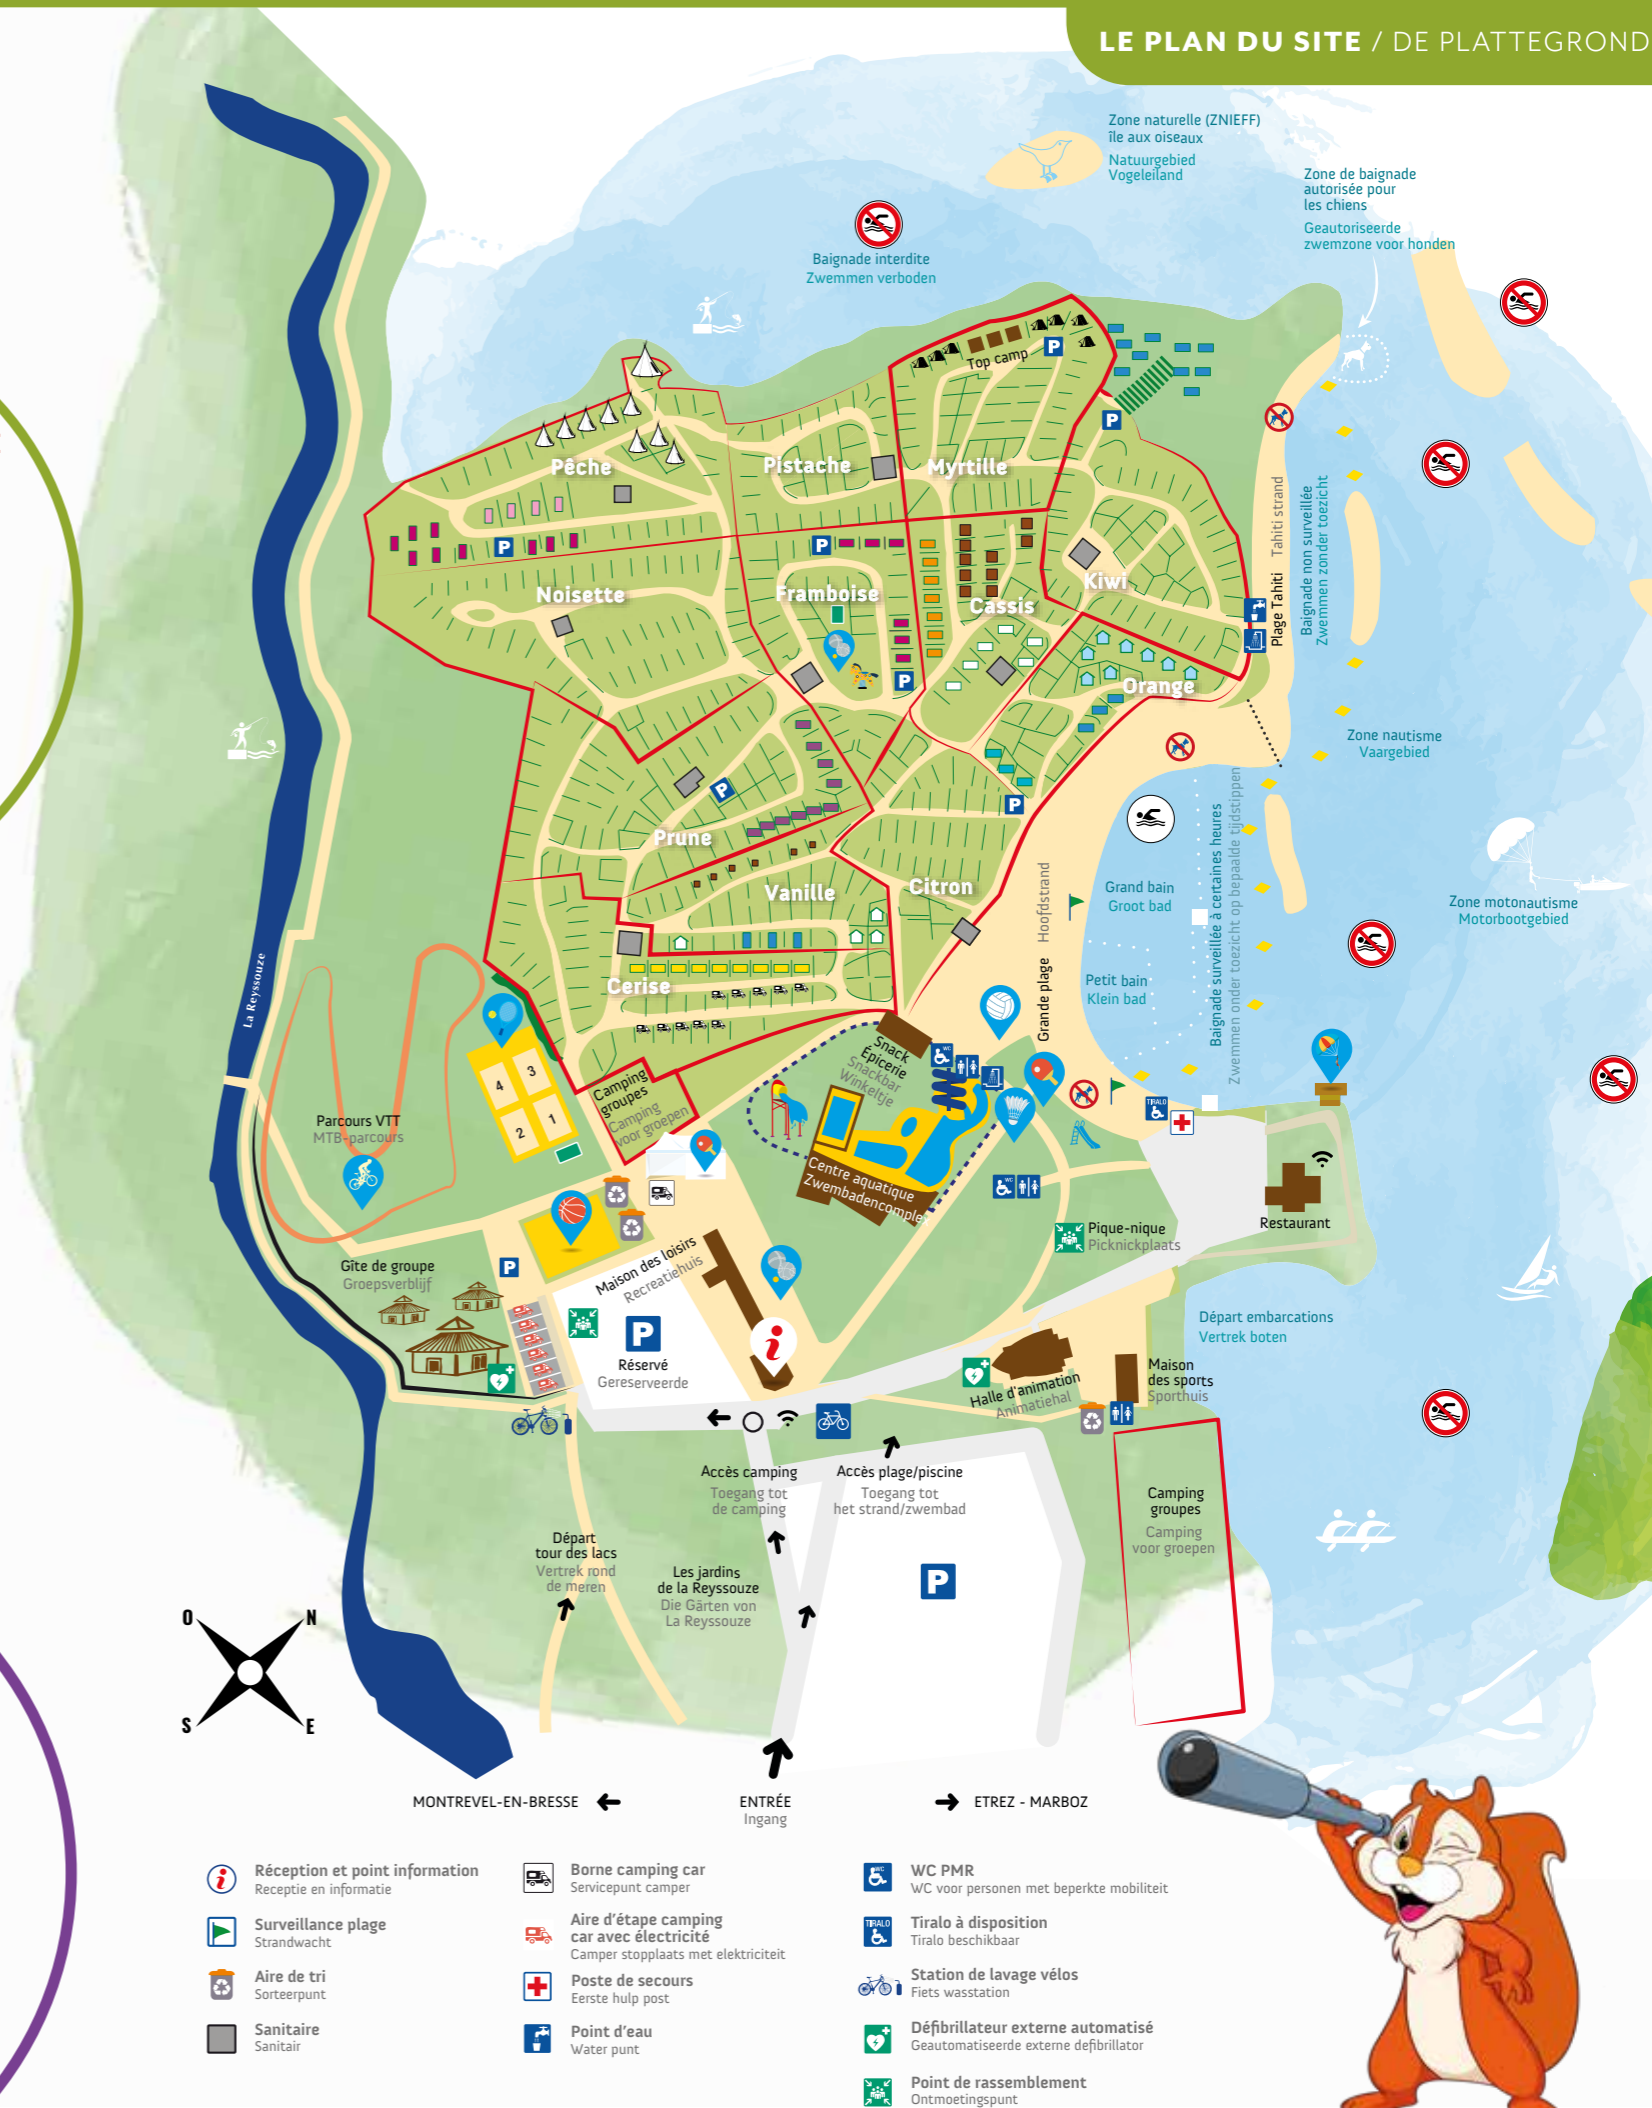 LE PLAN DU SITE / DE PLATTEGROND
Zone naturelle (ZNIEFF)
île aux oiseaux
Natuurgebied
Vogeleiland
Zone de baignade
autorisée pour
les chiens
Geautoriseerde
zwemzone voor honden
Baignade interdite
Zwemmen verboden
Top camp
P
P
Pêche
Pistache
Myrtille
P
P
Noisette
Framboise
Cassis
Kiwi
Plage Tahiti Tahiti strand
Baignade non surveillée
Zwemmen zonder toezicht
P
Orange
Zone nautisme
Vaargebied
P
P
Prune
Vanille
Citron
Grande plage Hoofdstrand
Grand bain
Groot bad
Petit bain
Klein bad
Baignade surveillée à certaines heures
Zwemmen onder toezicht op bepaalde tijdstippen
Zone motonautisme
Motorbootgebied
La Reyssouze
Cerise
Snack
Épicerie
Snackbar
Winkeltje
WC
4
3
2
1
Camping
groupes
Camping
voor groepen
TIRALO
Parcours VTT
MTB-parcours
Centre aquatique
Zwembadencomplex
WC
Pique-nique
Picknickplaats
Restaurant
Gîte de groupe
Groepsverblijf
P
Maison des loisirs
Recreatiehuis
P
Réservé
Gereserveerde
i
Départ embarcations
Vertrek boten
Halle d'animation
Animatiehal
Maison
des sports
Sporthuis
Accès camping
Toegang tot
de camping
Accès plage/piscine
Toegang tot
het strand/zwembad
Camping
groupes
Camping
voor groepen
Départ
tour des lacs
Vertrek rond
de meren
Les jardins
de la Reyssouze
Die Gärten von
La Reyssouze
P
O
N
S
E
MONTREVEL-EN-BRESSE
ENTRÉE
Ingang
ETREZ - MARBOZ
i
Réception et point information
Receptie en informatie
Surveillance plage
Strandwacht
Aire de tri
Sorteerpunt
Sanitaire
Sanitair
Borne camping car
Servicepunt camper
Aire d'étape camping
car avec électricité
Camper stopplaats met elektriciteit
Poste de secours
Eerste hulp post
Point d'eau
Water punt
WC
WC PMR
WC voor personen met beperkte mobiliteit
TIRALO
Tiralo à disposition
Tiralo beschikbaar
Station de lavage vélos
Fiets wasstation
Défibrillateur externe automatisé
Geautomatiseerde externe defibrillator
Point de rassemblement
Ontmoetingspunt